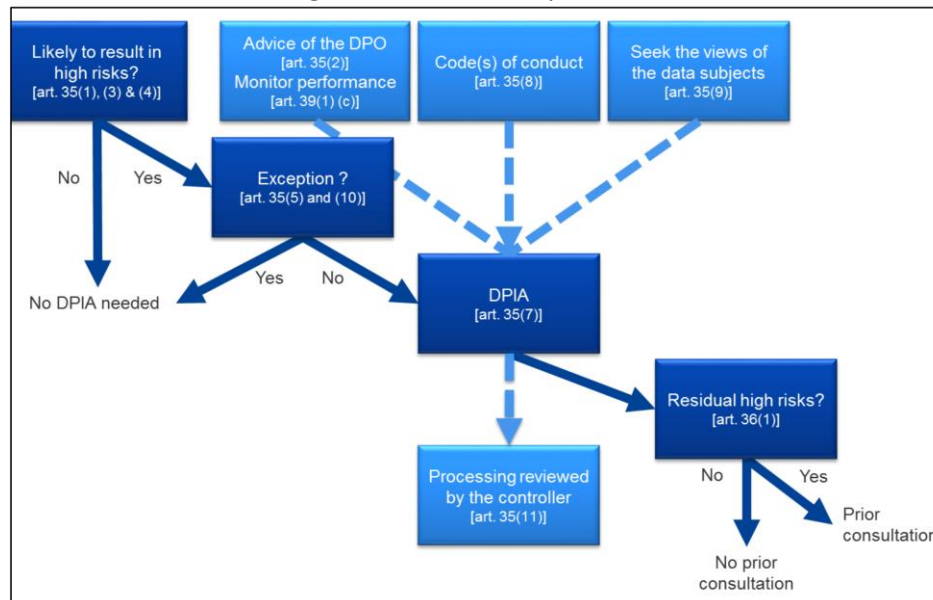 Likely to result in
high risks?
[art. 35(1), (3) & (4)]
Advice of the DPO
[art. 35(2)]
Monitor performance
[art. 39(1) (c)]
Code(s) of conduct
[art. 35(8)]
Seek the views of
the data subjects
[art. 35(9)]
No
Yes
Exception ?
[art. 35(5) and (10)]
Yes
No
No DPIA needed
DPIA
[art. 35(7)]
Residual high risks?
[art. 36(1)]
Processing reviewed
by the controller
[art. 35(11)]
No
Yes
Prior
consultation
No prior
consultation